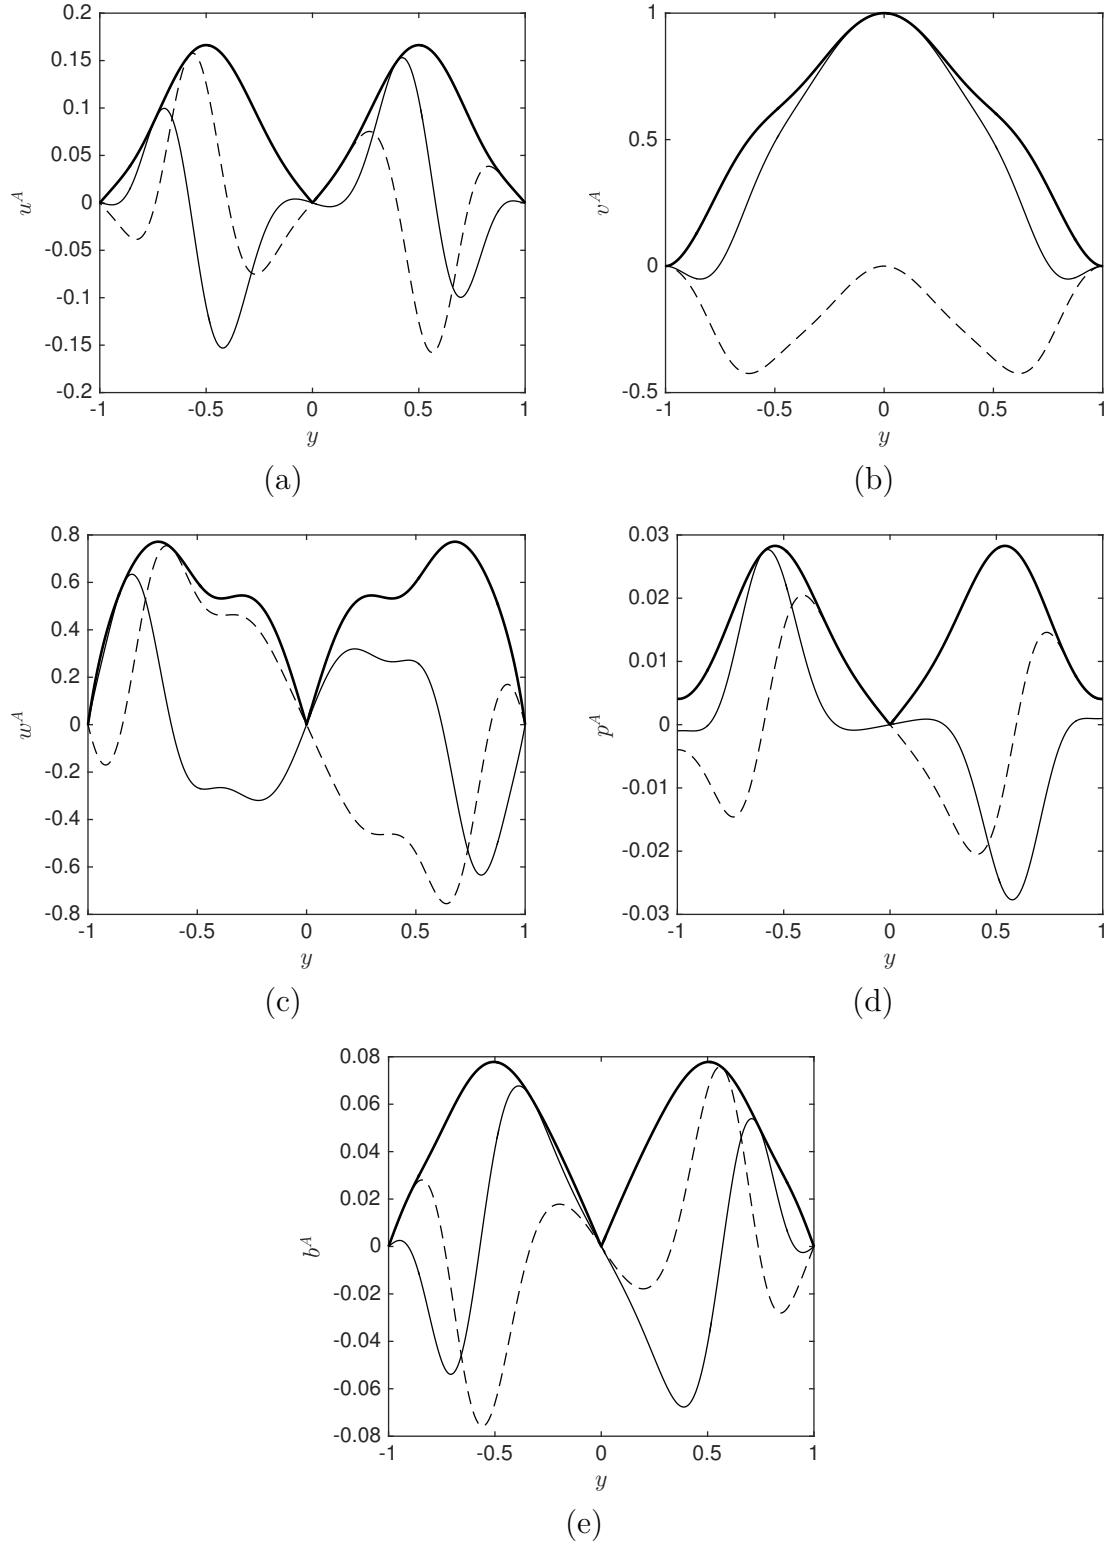 0.2 0.15 0.1 0.05 0 -0.05 -0.1 -0.15 -0.2
u^A
-1 -0.5 0 0.5 1
y
(a)
1 0.5 0 -0.5
v^A
-1 -0.5 0 0.5 1
y
(b)
0.8 0.6 0.4 0.2 0 -0.2 -0.4 -0.6 -0.8
w^A
-1 -0.5 0 0.5 1
y
(c)
0.03 0.02 0.01 0 -0.01 -0.02 -0.03
p^A
-1 -0.5 0 0.5 1
y
(d)
0.08 0.06 0.04 0.02 0 -0.02 -0.04 -0.06 -0.08
b^A
-1 -0.5 0 0.5 1
y
(e)